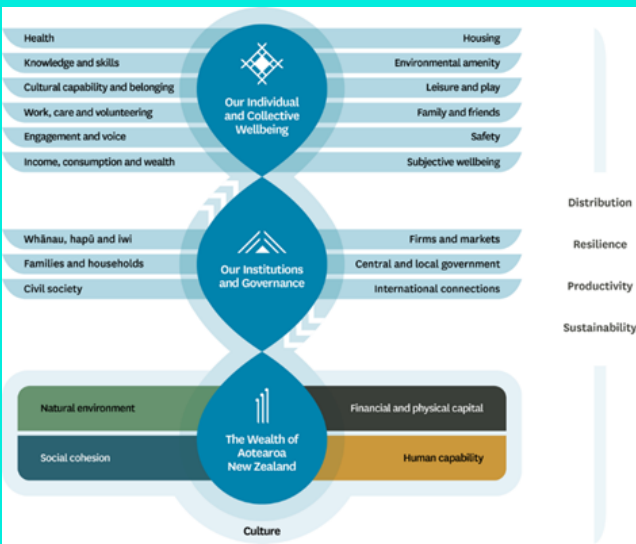 Health
Housing
Knowledge and skills
Environmental amenity
Cultural capability and belonging
Leisure and play
Work, care and volunteering
Family and friends
Engagement and voice
Safety
Income, consumption and wealth
Subjective wellbeing
Our Individual
and Collective
Wellbeing
Whānau, hapū and iwi
Firms and markets
Families and households
Central and local government
Civil society
International connections
Our Institutions
and Governance
Natural environment
Financial and physical capital
Social cohesion
Human capability
The Wealth of
Aotearoa
New Zealand
Culture
Distribution
Resilience
Productivity
Sustainability